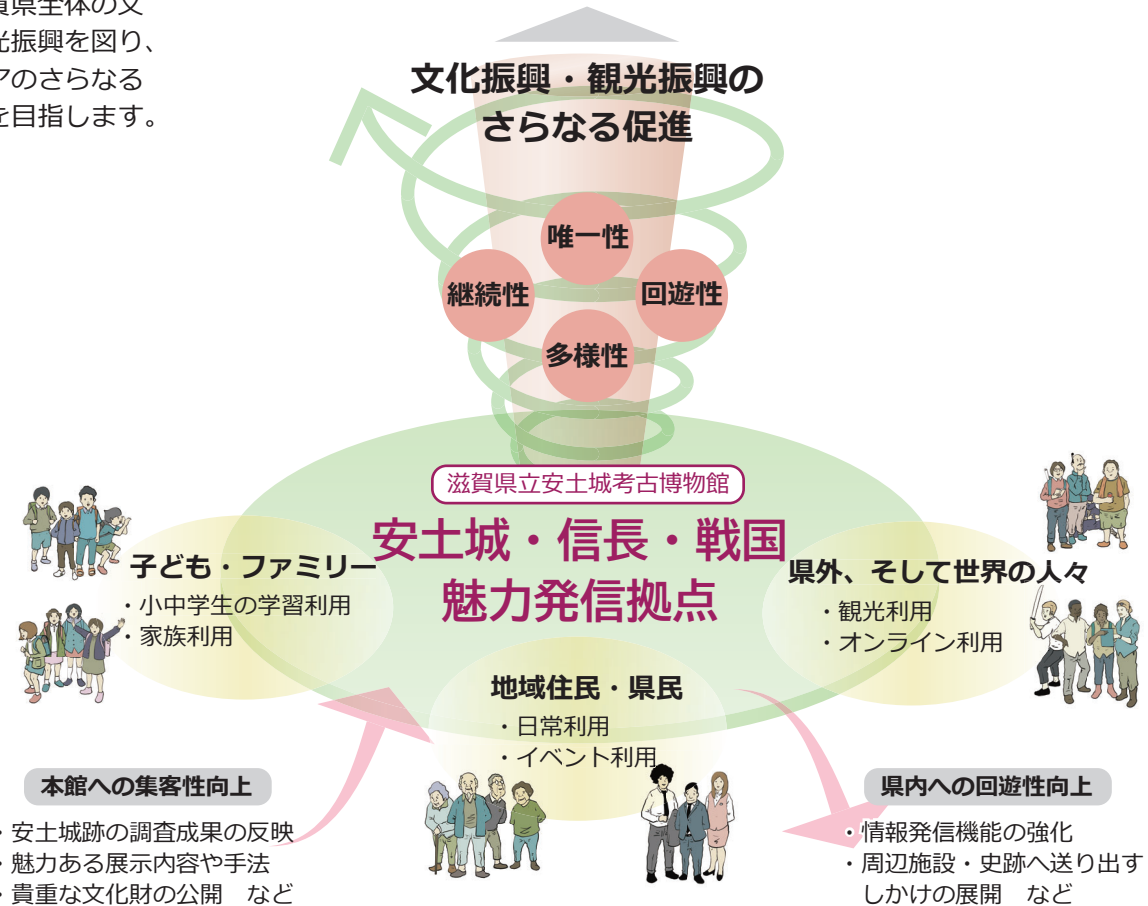 賀県全体の文
光振興を図り、
アのさらなる
を目指します。
文化振興・観光振興の
さらなる促進
唯一性
継続性
回遊性
多様性
滋賀県立安土城考古博物館
安土城・信長・戦国
魅力発信拠点
子ども・ファミリー
・小中学生の学習利用
・家族利用
県外、そして世界の人々
・観光利用
・オンライン利用
地域住民・県民
・日常利用
・イベント利用
本館への集客性向上
・安土城跡の調査成果の反映
・魅力ある展示内容や手法
・貴重な文化財の公開　など
県内への回遊性向上
・情報発信機能の強化
・周辺施設・史跡へ送り出す
しかけの展開　など